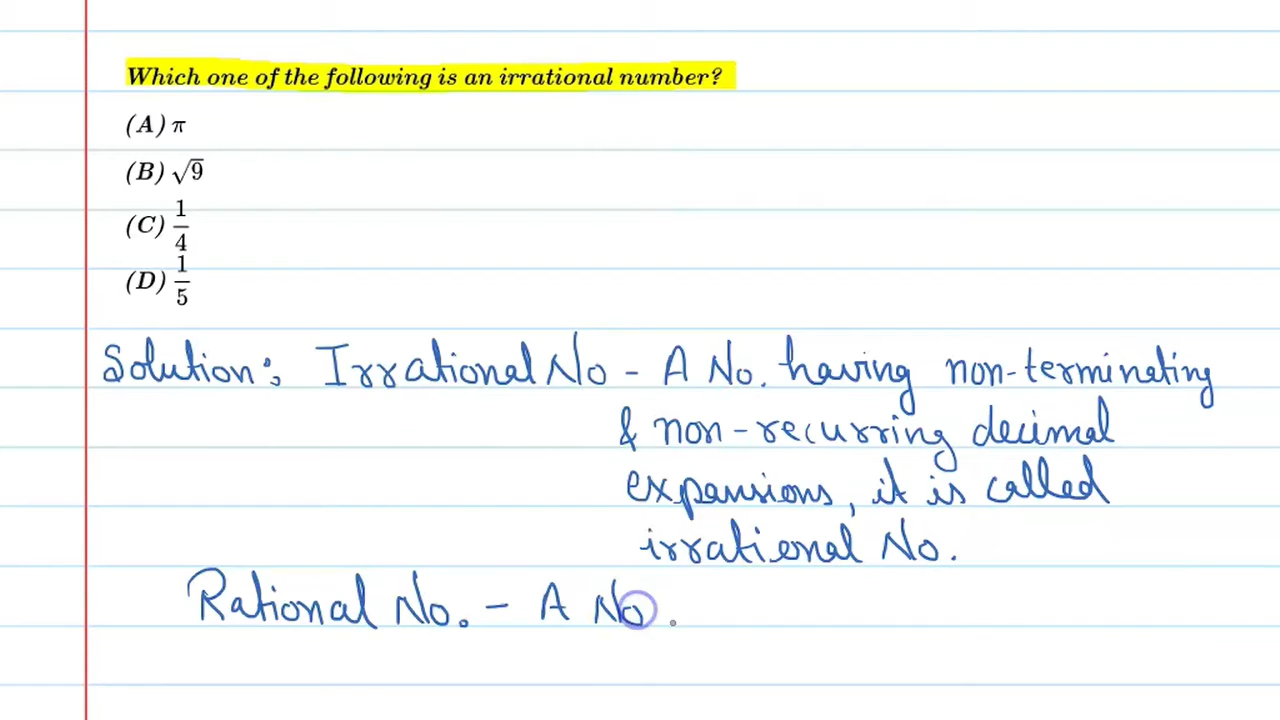 Which one of the following is an irrational number?
(A) π
(B) √9
(C) 1/4
(D) 1/5
Solution: Irrational No - A No. having non-terminating
& non-recurring decimal
expansions, it is called
irrational No.
Rational No. - A No.